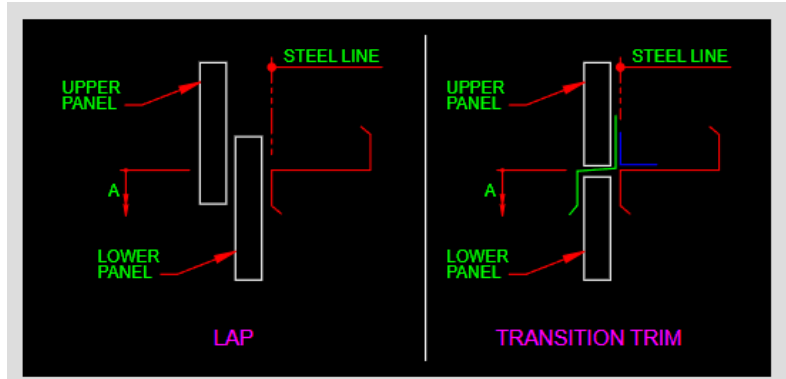 STEEL LINE
UPPER
PANEL
A
LOWER
PANEL
LAP
STEEL LINE
UPPER
PANEL
A
LOWER
PANEL
TRANSITION TRIM